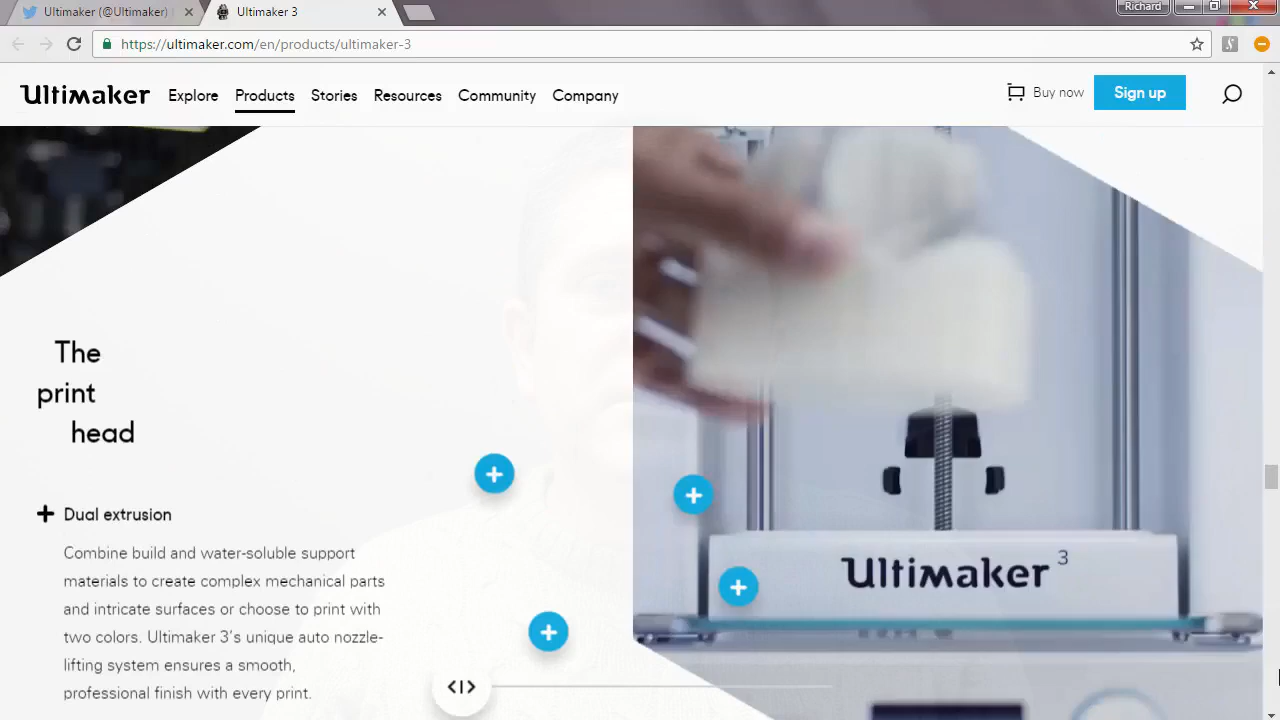 Ultimaker (@Ultimaker)
Ultimaker 3
Richard
https://ultimaker.com/en/products/ultimaker-3
Ultimaker
Explore
Products
Stories
Resources
Community
Company
Buy now
Sign up
The
print
head
Dual extrusion
Combine build and water-soluble support
materials to create complex mechanical parts
and intricate surfaces or choose to print with
two colors. Ultimaker 3’s unique auto nozzle-
lifting system ensures a smooth,
professional finish with every print.
Ultimaker 3